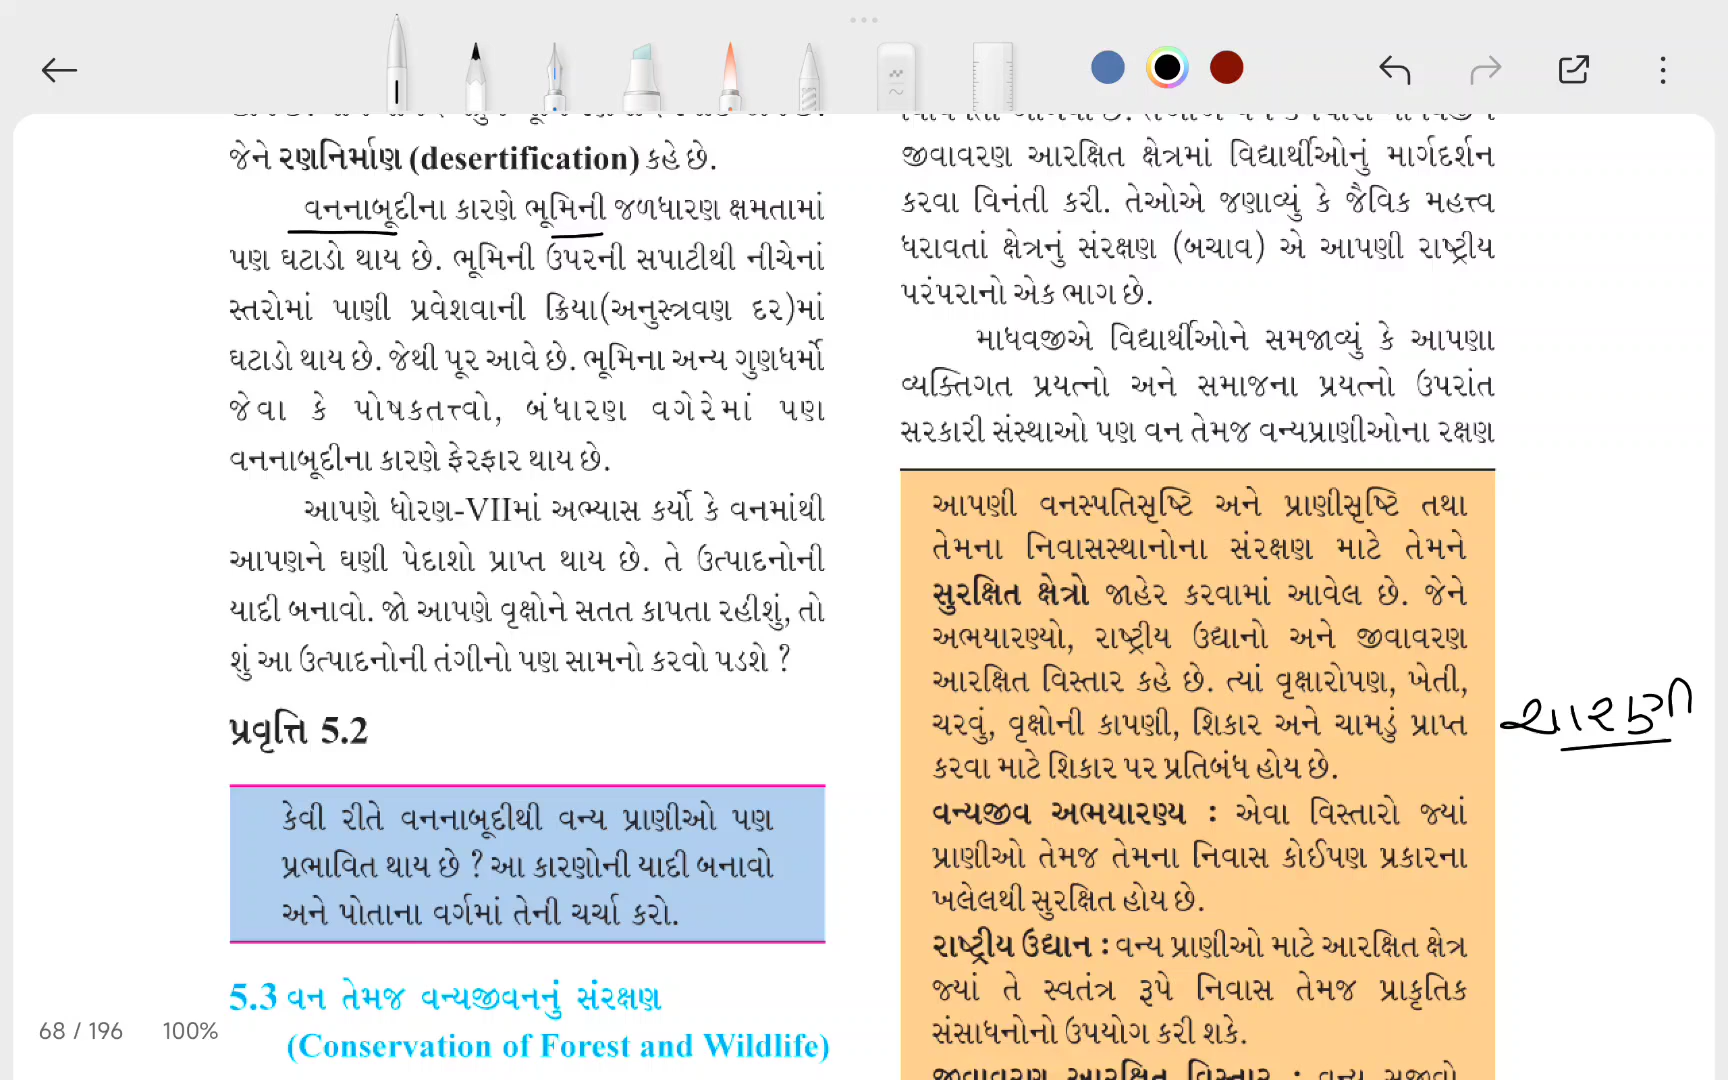 જેને રણનિર્માણ (desertification) કહે છે.
વનનાબૂદીના કારણે ભૂમિની જળધારણ ક્ષમતામાં
પણ ઘટાડો થાય છે. ભૂમિની ઉપરની સપાટીથી નીચેનાં
સ્તરોમાં પાણી પ્રવેશવાની ક્રિયા(અનુસ્ત્રવણ દર)માં
ઘટાડો થાય છે. જેથી પૂર આવે છે. ભૂમિના અન્ય ગુણધર્મો
જેવા કે પોષકતત્ત્વો, બંધારણ વગેરેમાં પણ
વનનાબૂદીના કારણે ફેરફાર થાય છે.
આપણે ધોરણ-VIIમાં અભ્યાસ કર્યો કે વનમાંથી
આપણને ઘણી પેદાશો પ્રાપ્ત થાય છે. તે ઉત્પાદનોની
યાદી બનાવો. જો આપણે વૃક્ષોને સતત કાપતા રહીશું, તો
શું આ ઉત્પાદનોની તંગીનો પણ સામનો કરવો પડશે ?
પ્રવૃત્તિ 5.2
કેવી રીતે વનનાબૂદીથી વન્ય પ્રાણીઓ પણ
પ્રભાવિત થાય છે ? આ કારણોની યાદી બનાવો
અને પોતાના વર્ગમાં તેની ચર્ચા કરો.
5.3 વન તેમજ વન્યજીવનનું સંરક્ષણ
(Conservation of Forest and Wildlife)
68 / 196 100%
જીવાવરણ આરક્ષિત ક્ષેત્રમાં વિદ્યાર્થીઓનું માર્ગદર્શન
કરવા વિનંતી કરી. તેઓએ જણાવ્યું કે જૈવિક મહત્ત્વ
ધરાવતાં ક્ષેત્રનું સંરક્ષણ (બચાવ) એ આપણી રાષ્ટ્રીય
પરંપરાનો એક ભાગ છે.
માધવજીએ વિદ્યાર્થીઓને સમજાવ્યું કે આપણા
વ્યક્તિગત પ્રયત્નો અને સમાજના પ્રયત્નો ઉપરાંત
સરકારી સંસ્થાઓ પણ વન તેમજ વન્યપ્રાણીઓના રક્ષણ
આપણી વનસ્પતિસૃષ્ટિ અને પ્રાણીસૃષ્ટિ તથા
તેમના નિવાસસ્થાનોના સંરક્ષણ માટે તેમને
સુરક્ષિત ક્ષેત્રો જાહેર કરવામાં આવેલ છે. જેને
અભયારણ્યો, રાષ્ટ્રીય ઉદ્યાનો અને જીવાવરણ
આરક્ષિત વિસ્તાર કહે છે. ત્યાં વૃક્ષારોપણ, ખેતી,
ચરવું, વૃક્ષોની કાપણી, શિકાર અને ચામડું પ્રાપ્ત
કરવા માટે શિકાર પર પ્રતિબંધ હોય છે.
વન્યજીવ અભયારણ્ય : એવા વિસ્તારો જ્યાં
પ્રાણીઓ તેમજ તેમના નિવાસ કોઈપણ પ્રકારના
ખલેલથી સુરક્ષિત હોય છે.
રાષ્ટ્રીય ઉદ્યાન : વન્ય પ્રાણીઓ માટે આરક્ષિત ક્ષેત્ર
જ્યાં તે સ્વતંત્ર રૂપે નિવાસ તેમજ પ્રાકૃતિક
સંસાધનોનો ઉપયોગ કરી શકે.
જીવાવરણ આરક્ષિત વિસ્તાર : વન્ય સજીવો,